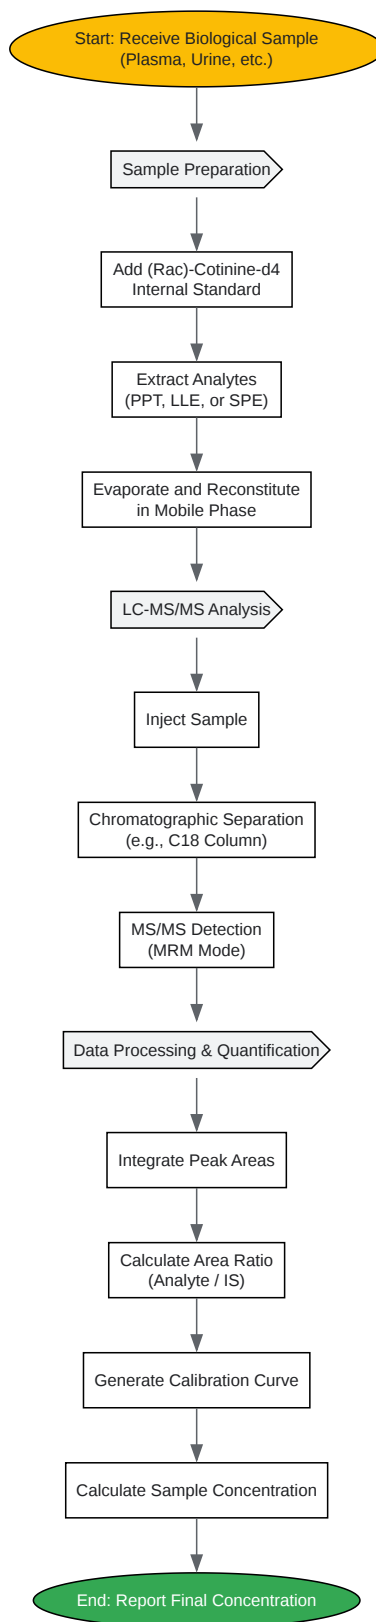 Start: Receive Biological Sample
(Plasma, Urine, etc.)
Sample Preparation
Add (Rac)-Cotinine-d4
Internal Standard
Extract Analytes
(PPT, LLE, or SPE)
Evaporate and Reconstitute
in Mobile Phase
LC-MS/MS Analysis
Inject Sample
Chromatographic Separation
(e.g., C18 Column)
MS/MS Detection
(MRM Mode)
Data Processing & Quantification
Integrate Peak Areas
Calculate Area Ratio
(Analyte / IS)
Generate Calibration Curve
Calculate Sample Concentration
End: Report Final Concentration